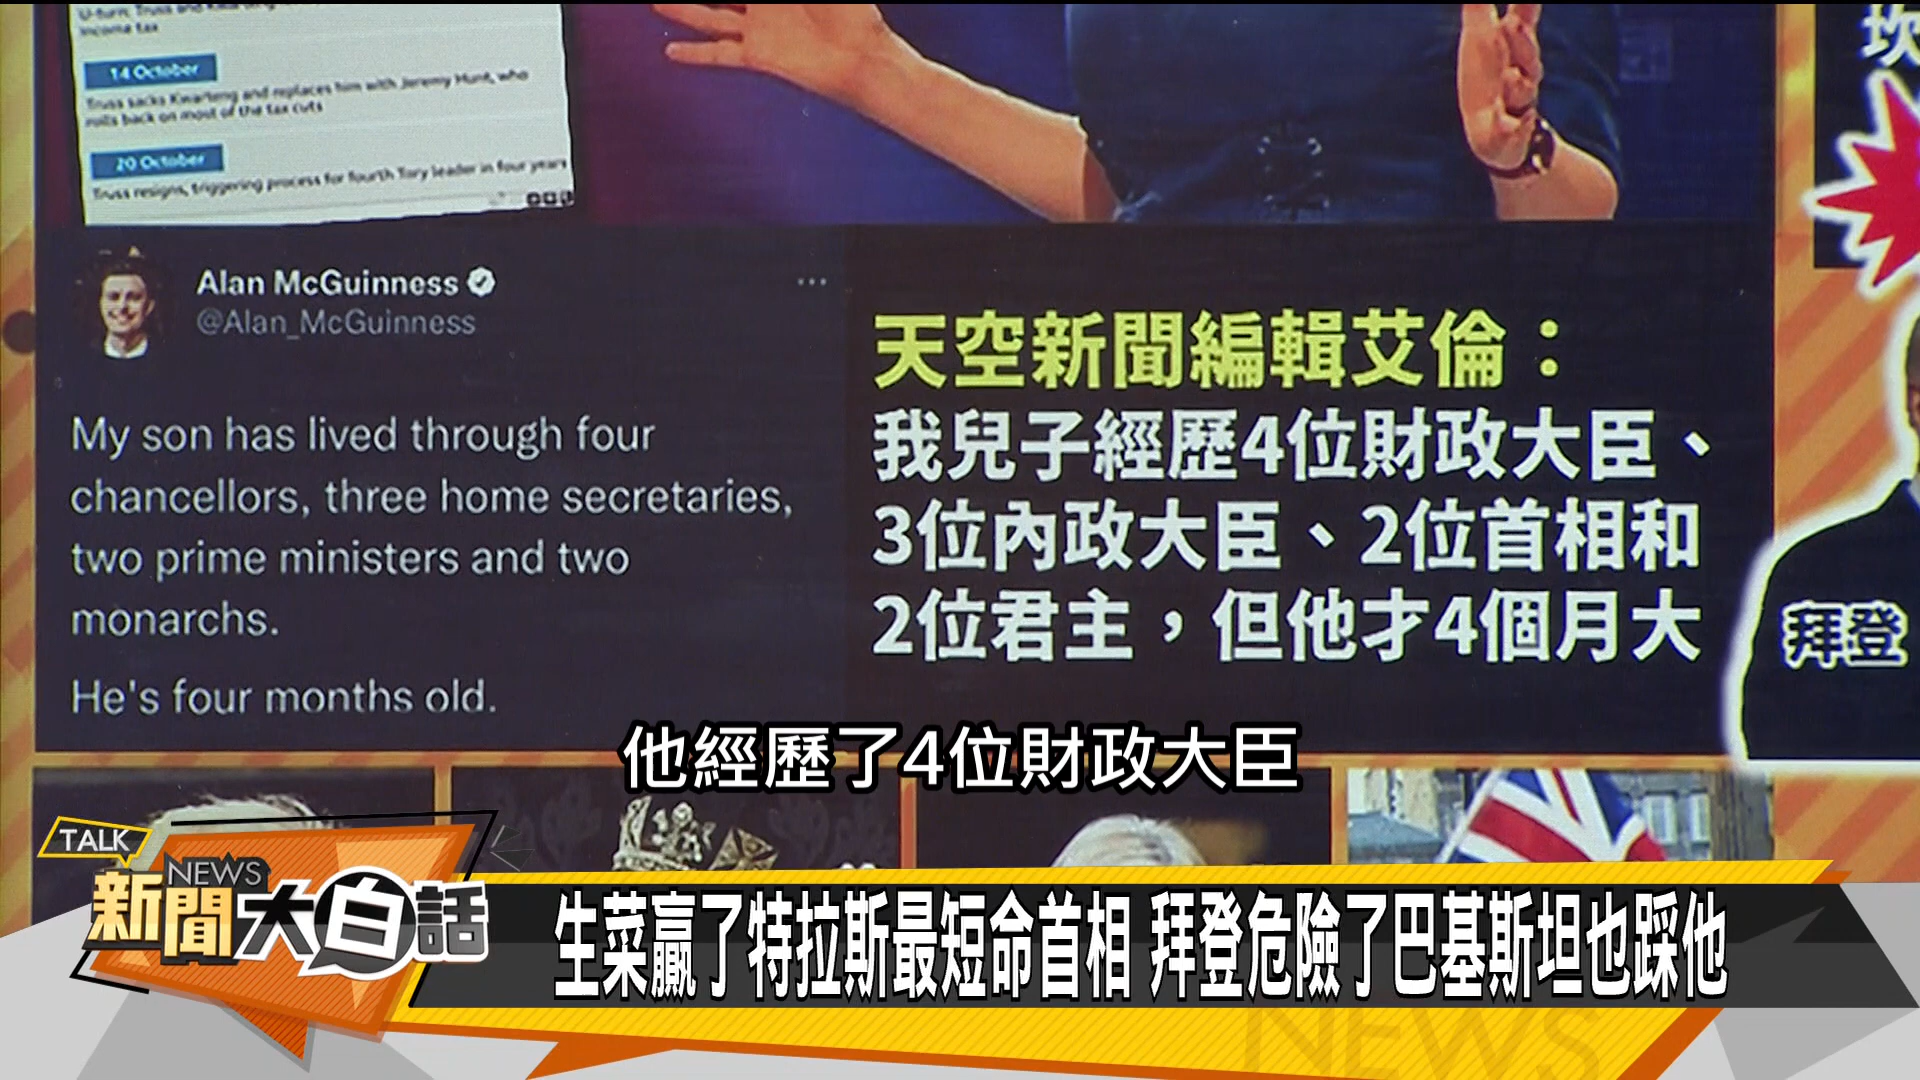 U-turn: Truss and
income tax
14 October
Truss sacks Kwarteng and replaces him with Jeremy Hunt, who
rolls back on most of the tax cuts
20 October
Truss resigns, triggering process for fourth Tory leader in four years
坎
Alan McGuinness
@Alan_McGuinness
My son has lived through four
chancellors, three home secretaries,
two prime ministers and two
monarchs.
He's four months old.
天空新聞編輯艾倫：
我兒子經歷4位財政大臣、
3位內政大臣、2位首相和
2位君主，但他才4個月大
拜登
他經歷了4位財政大臣
TALK
NEWS
新聞大白話
生菜贏了特拉斯最短命首相 拜登危險了巴基斯坦也踩他
NEWS